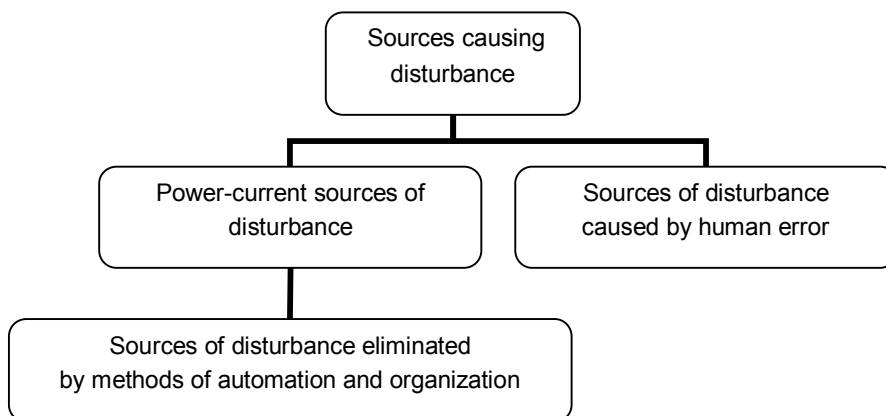 Sources causing
disturbance
Power-current sources of
disturbance
Sources of disturbance
caused by human error
Sources of disturbance eliminated
by methods of automation and organization